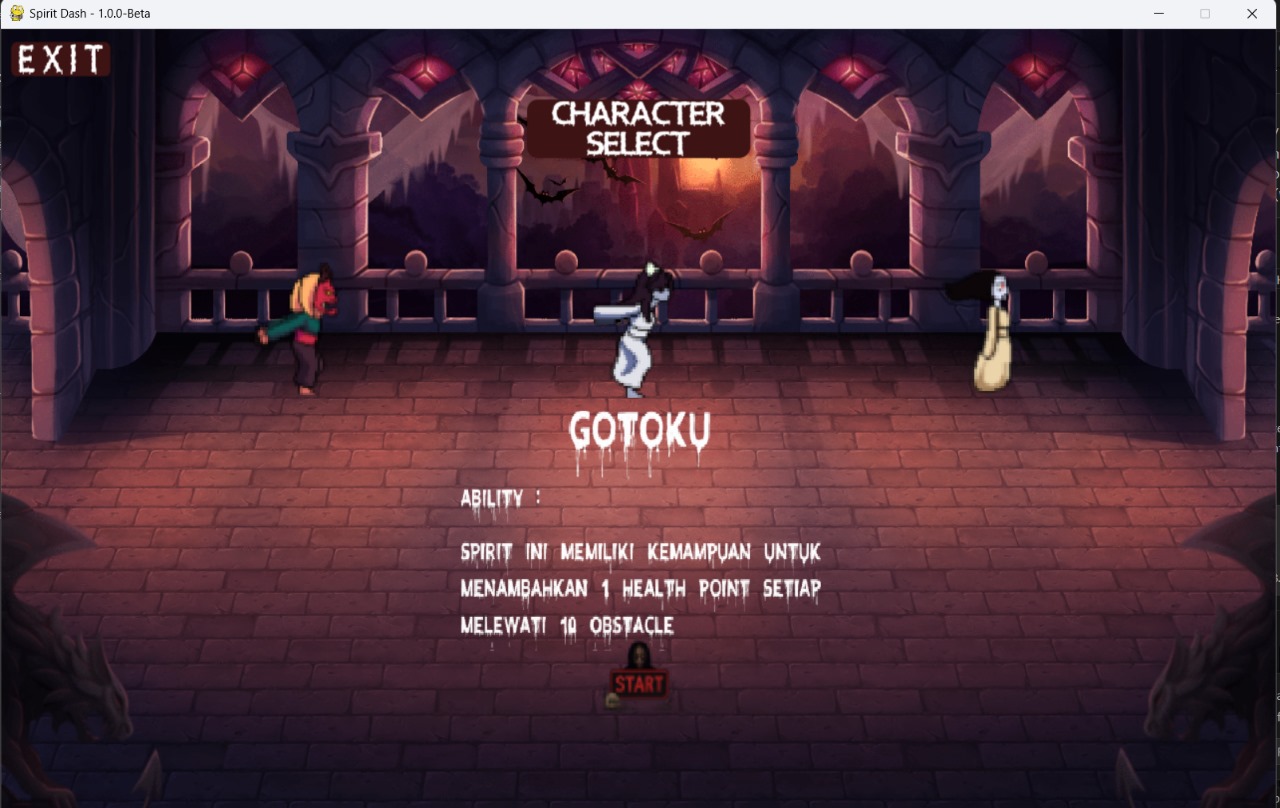 Spirit Dash - 1.0.0-Beta
EXIT
CHARACTER
SELECT
GOTOKU
ABILITY :
SPIRIT INI MEMILIKI KEMAMPUAN UNTUK
MENAMBAHKAN 1 HEALTH POINT SETIAP
MELEWATI 10 OBSTACLE
START